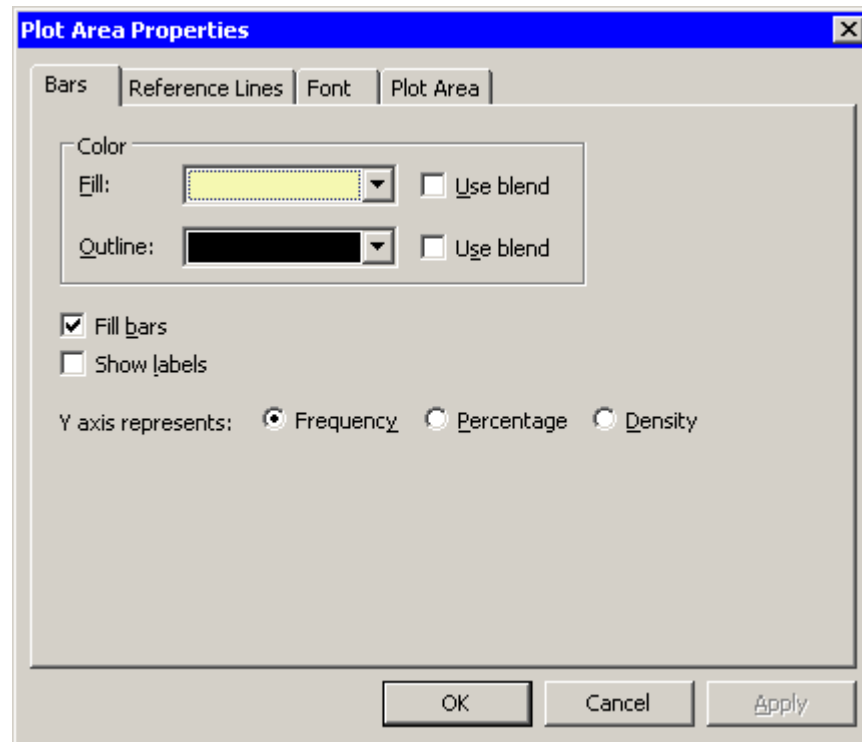 Plot Area Properties
Bars Reference Lines Font Plot Area
Color
Fill: Use blend
Outline: Use blend
Fill bars
Show labels
Y axis represents: Frequency Percentage Density
OK Cancel Apply